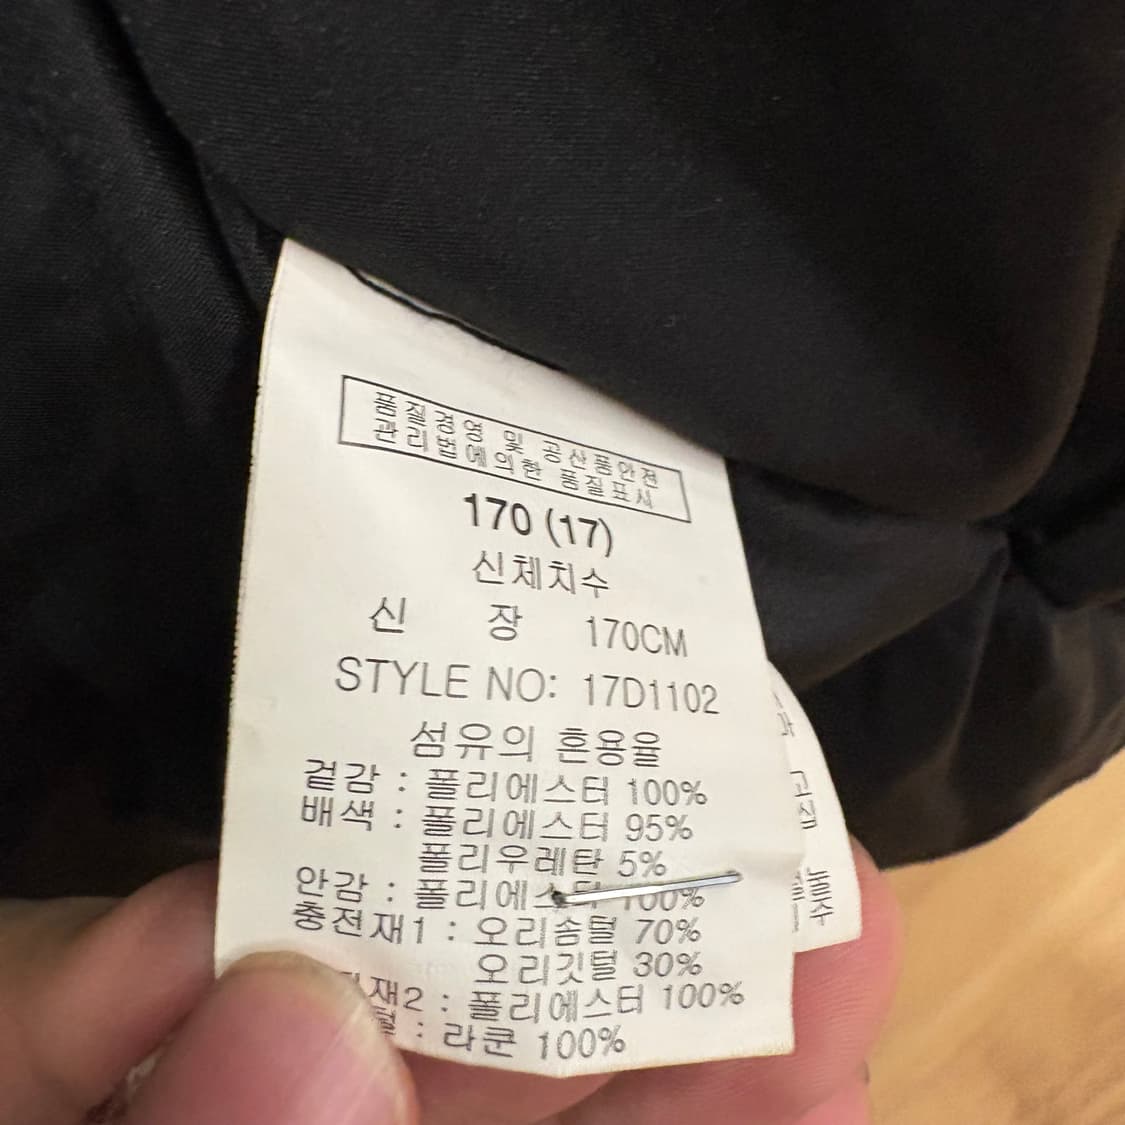 품질경영 및 공산품안전
관리법에의한 품질표시
170 (17)
신체치수
신 장 170CM
STYLE NO: 17D1102
섬유의 혼용율
겉감 : 폴리에스터 100%
배색 : 폴리에스터 95%
폴리우레탄 5%
안감 : 폴리에스터 100%
충전재1 : 오리솜털 70%
오리깃털 30%
재2 : 폴리에스터 100%
털 : 라쿤 100%
고심
농수